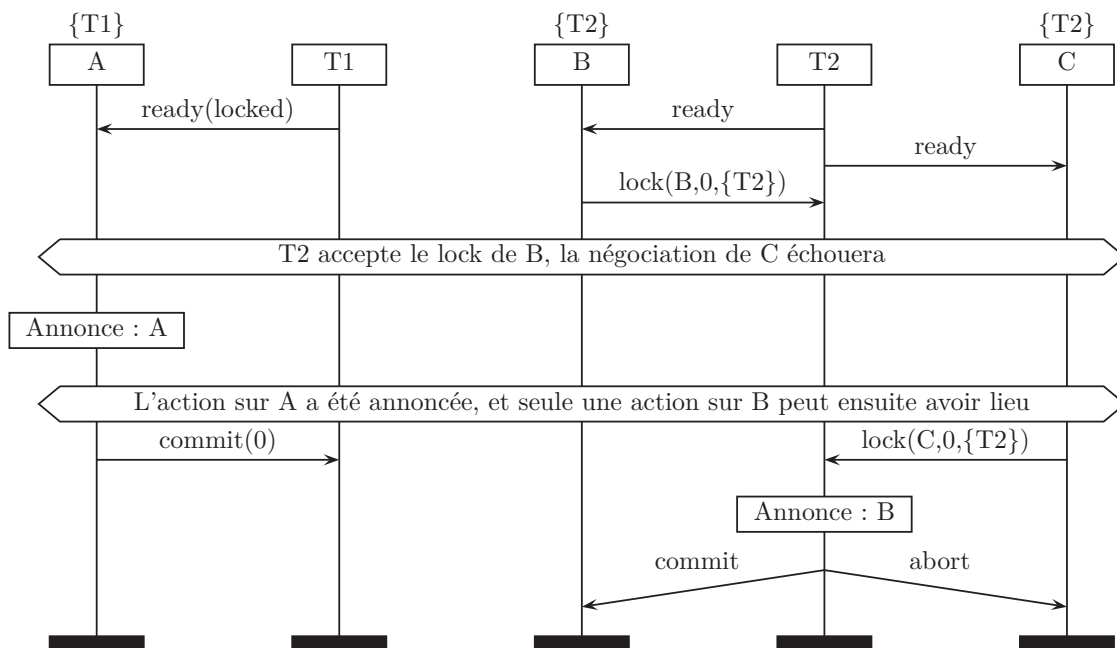 {T1}
{T2}
{T2}
A
T1
B
T2
C
ready(locked)
ready
ready
lock(B,0,{T2})
T2 accepte le lock de B, la négociation de C échouera
Annonce : A
L'action sur A a été annoncée, et seule une action sur B peut ensuite avoir lieu
commit(0)
lock(C,0,{T2})
Annonce : B
commit
abort